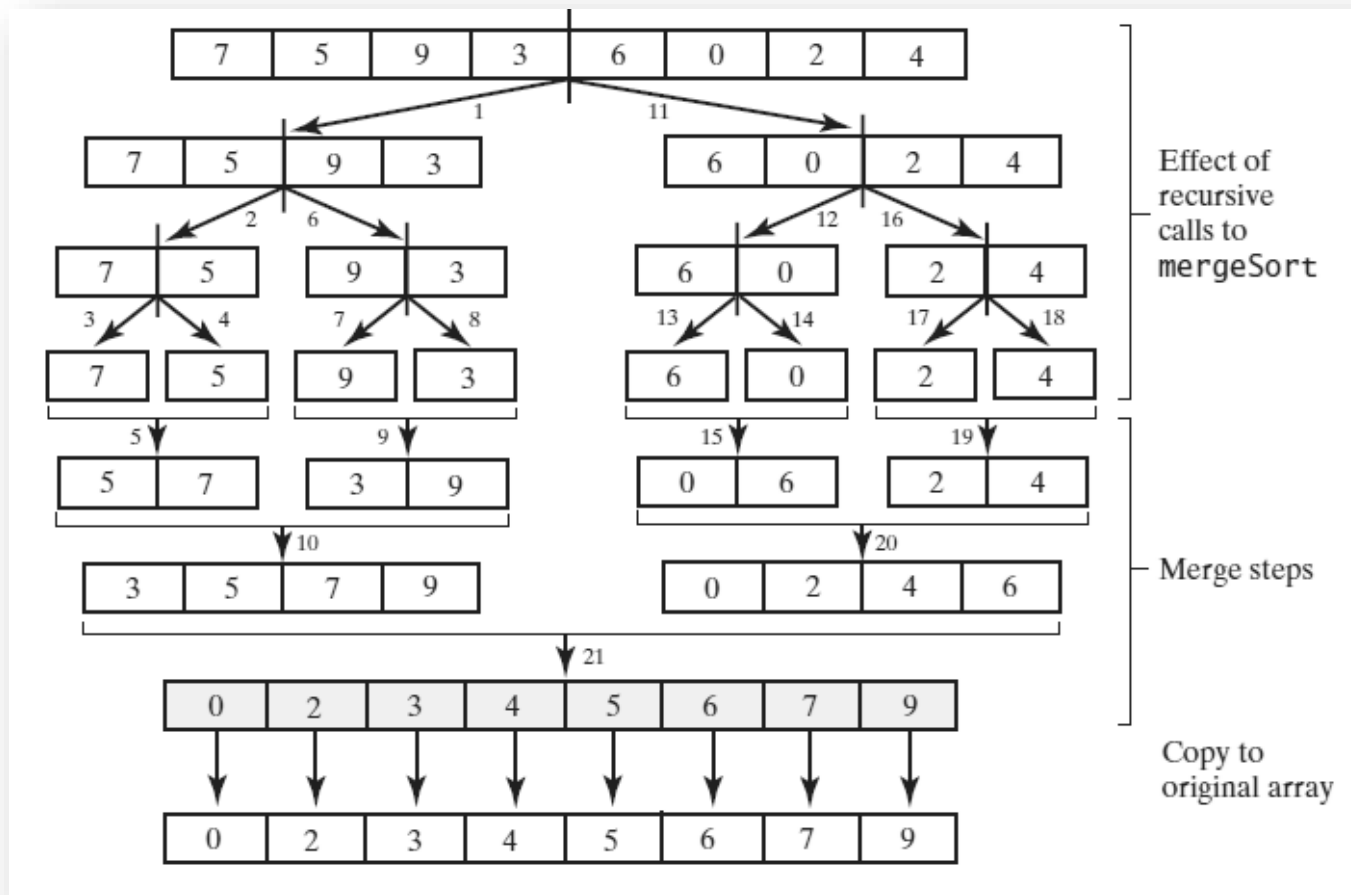 7 5 9 3 6 0 2 4
1 11
7 5 9 3 6 0 2 4
2 6 12 16
7 5 9 3 6 0 2 4
3 4 7 8 13 14 17 18
7 5 9 3 6 0 2 4
Effect of
recursive
calls to
mergeSort
5 9 15 19
5 7 3 9 0 6 2 4
10 20
3 5 7 9 0 2 4 6
21
0 2 3 4 5 6 7 9
Merge steps
0 2 3 4 5 6 7 9
Copy to
original array